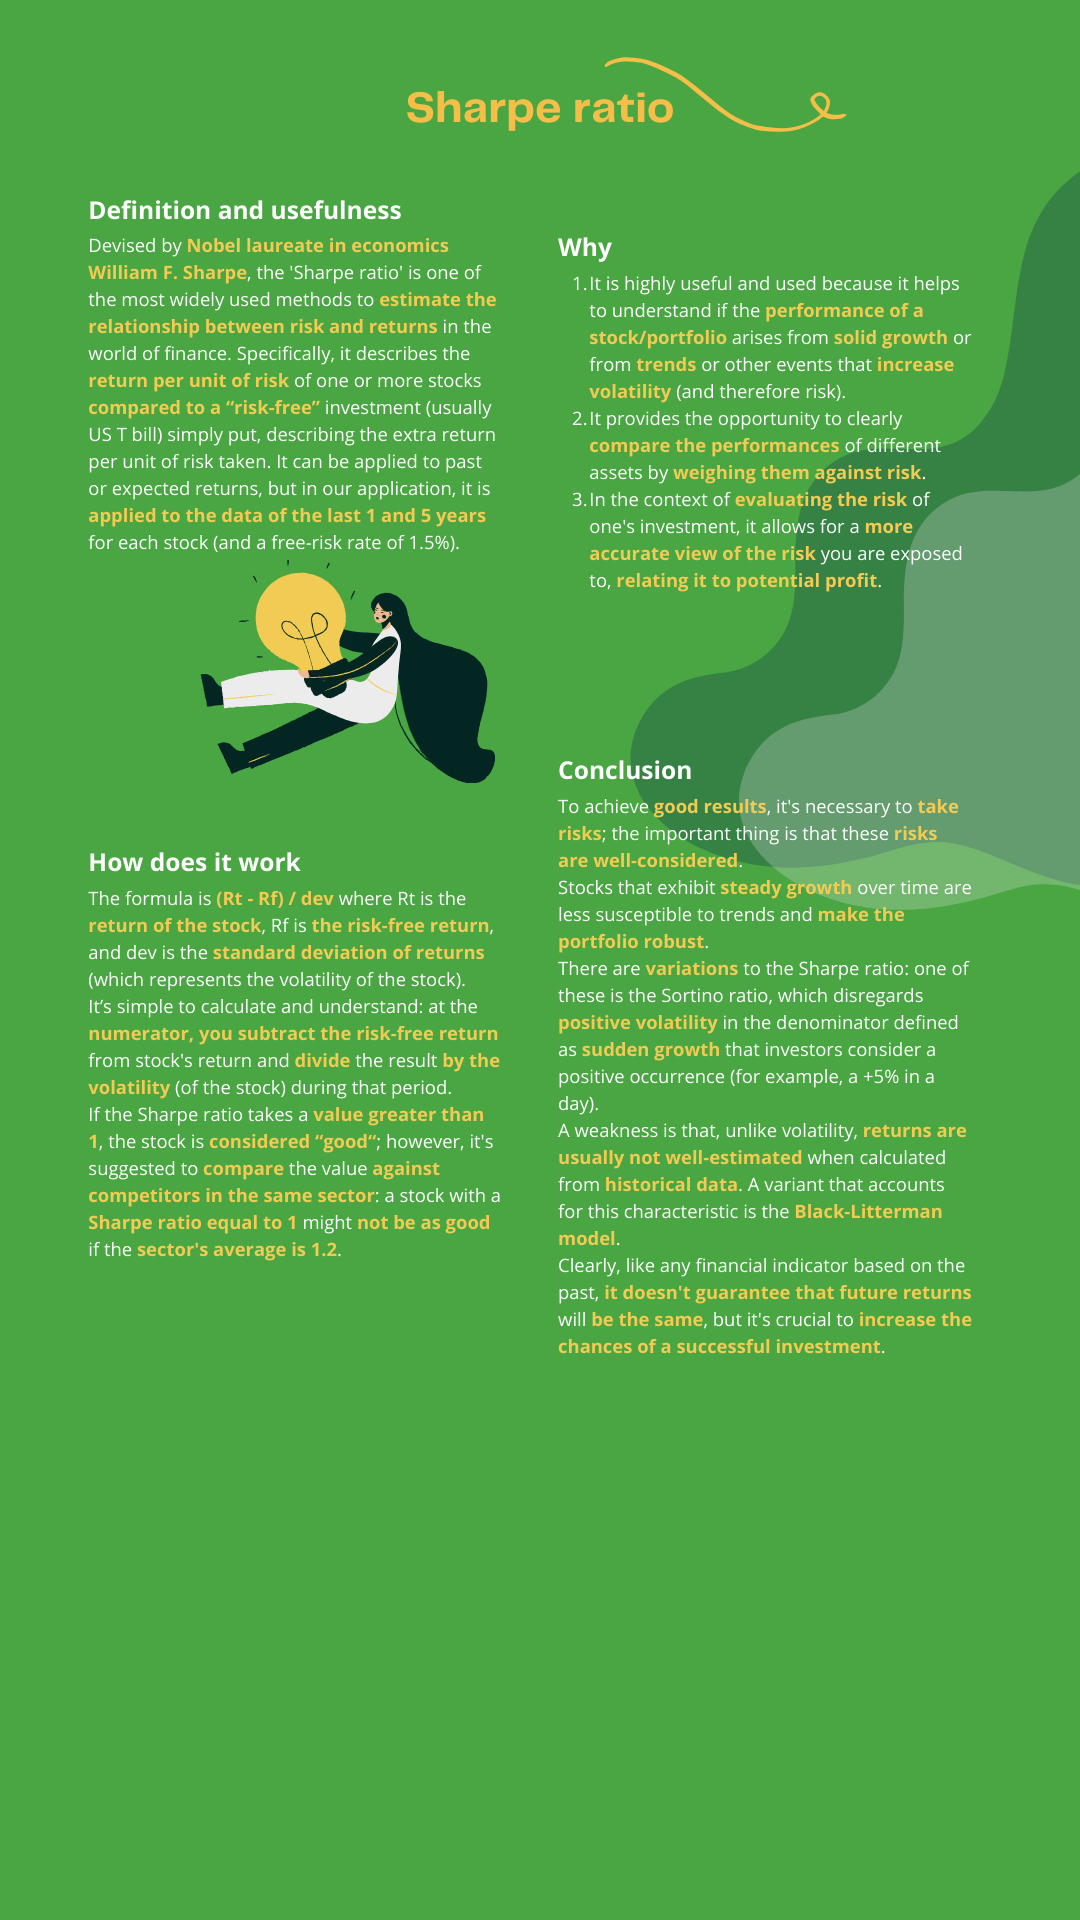 Sharpe ratio
Definition and usefulness
Devised by Nobel laureate in economics
William F. Sharpe, the 'Sharpe ratio' is one of
the most widely used methods to estimate the
relationship between risk and returns in the
world of finance. Specifically, it describes the
return per unit of risk of one or more stocks
compared to a “risk-free” investment (usually
US T bill) simply put, describing the extra return
per unit of risk taken. It can be applied to past
or expected returns, but in our application, it is
applied to the data of the last 1 and 5 years
for each stock (and a free-risk rate of 1.5%).
How does it work
The formula is (Rt - Rf) / dev where Rt is the
return of the stock, Rf is the risk-free return,
and dev is the standard deviation of returns
(which represents the volatility of the stock).
It’s simple to calculate and understand: at the
numerator, you subtract the risk-free return
from stock's return and divide the result by the
volatility (of the stock) during that period.
If the Sharpe ratio takes a value greater than
1, the stock is considered “good“; however, it's
suggested to compare the value against
competitors in the same sector: a stock with a
Sharpe ratio equal to 1 might not be as good
if the sector's average is 1.2.
Why
1. It is highly useful and used because it helps
to understand if the performance of a
stock/portfolio arises from solid growth or
from trends or other events that increase
volatility (and therefore risk).
2. It provides the opportunity to clearly
compare the performances of different
assets by weighing them against risk.
3. In the context of evaluating the risk of
one's investment, it allows for a more
accurate view of the risk you are exposed
to, relating it to potential profit.
Conclusion
To achieve good results, it's necessary to take
risks; the important thing is that these risks
are well-considered.
Stocks that exhibit steady growth over time are
less susceptible to trends and make the
portfolio robust.
There are variations to the Sharpe ratio: one of
these is the Sortino ratio, which disregards
positive volatility in the denominator defined
as sudden growth that investors consider a
positive occurrence (for example, a +5% in a
day).
A weakness is that, unlike volatility, returns are
usually not well-estimated when calculated
from historical data. A variant that accounts
for this characteristic is the Black-Litterman
model.
Clearly, like any financial indicator based on the
past, it doesn't guarantee that future returns
will be the same, but it's crucial to increase the
chances of a successful investment.